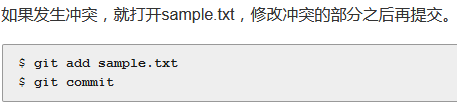 如果发生冲突，就打开sample.txt，修改冲突的部分之后再提交。
$ git add sample.txt
$ git commit